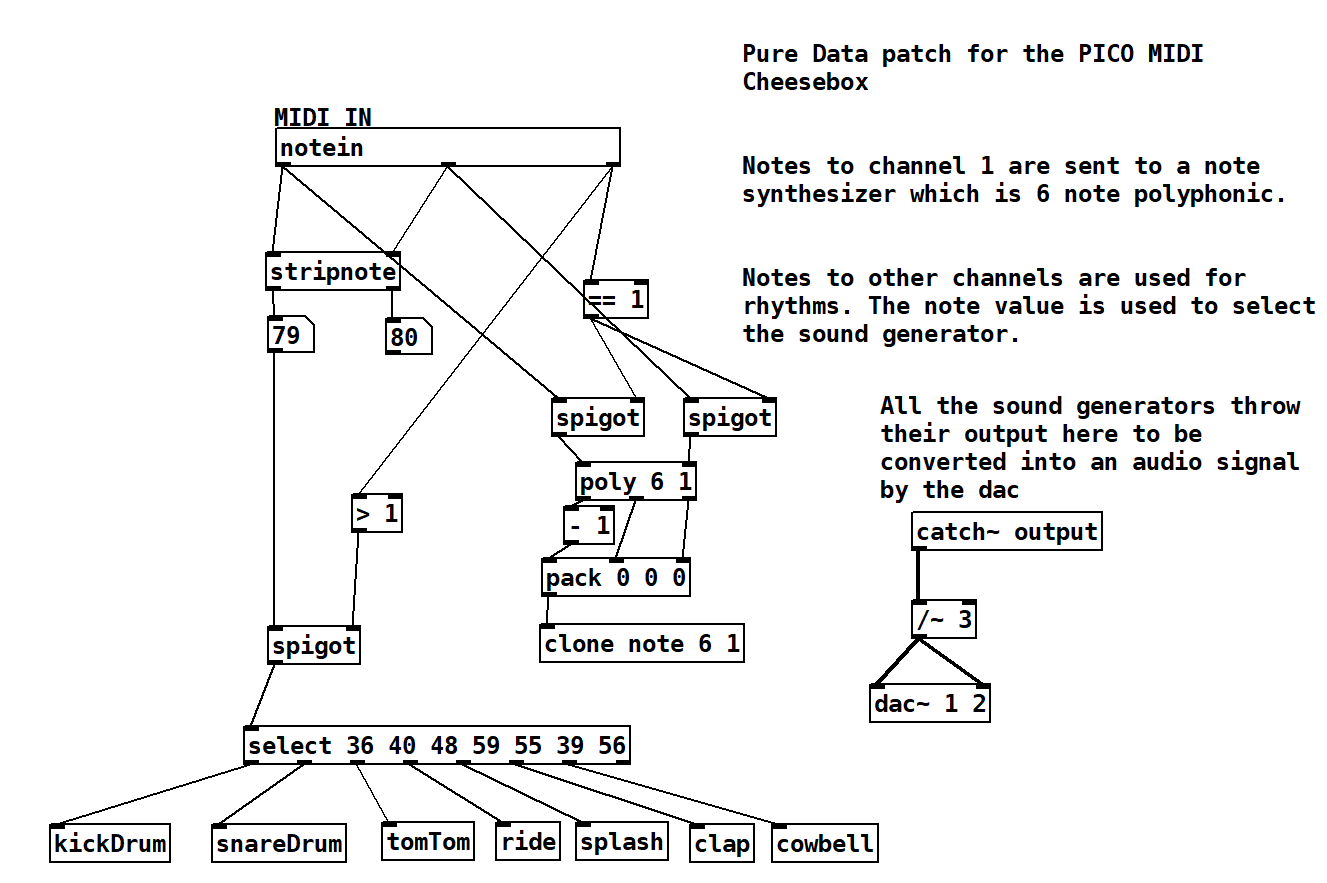 Pure Data patch for the PICO MIDI
Cheesebox
MIDI IN
notein
Notes to channel 1 are sent to a note
synthesizer which is 6 note polyphonic.
stripnote
== 1
Notes to other channels are used for
rhythms. The note value is used to select
the sound generator.
79
80
spigot
spigot
All the sound generators throw
their output here to be
converted into an audio signal
by the dac
poly 6 1
> 1
- 1
catch~ output
pack 0 0 0
/~ 3
spigot
clone note 6 1
dac~ 1 2
select 36 40 48 59 55 39 56
kickDrum
snareDrum
tomTom
ride
splash
clap
cowbell